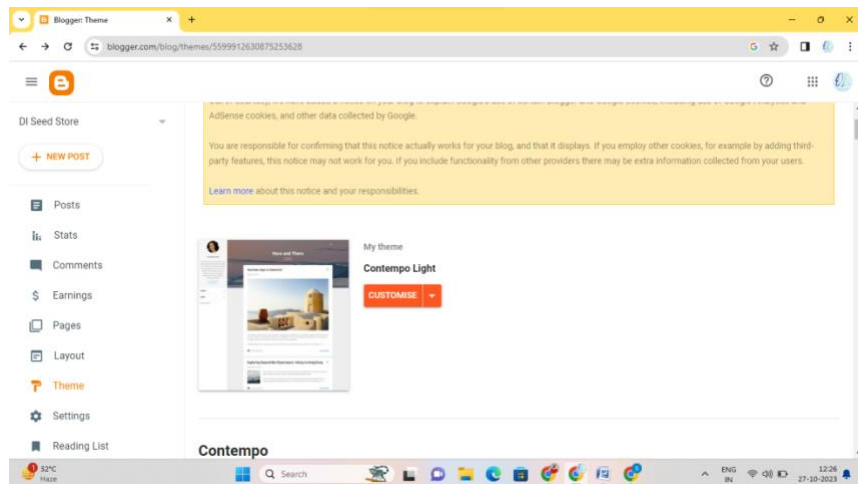 Blogger: Theme
blogger.com/blog/themes/5599912630875253628
DI Seed Store
NEW POST
Posts
Stats
Comments
Earnings
Pages
Layout
Theme
Settings
Reading List
AdSense cookies, and other data collected by Google.
You are responsible for confirming that this notice actually works for your blog, and that it displays. If you employ other cookies, for example by adding third-
party features, this notice may not work for you. If you include functionality from other providers there may be extra information collected from your users.
Learn more about this notice and your responsibilities.
My theme
Contempo Light
CUSTOMISE
Contempo
32°C
Haze
Search
ENG
IN
12:26
27-10-2023